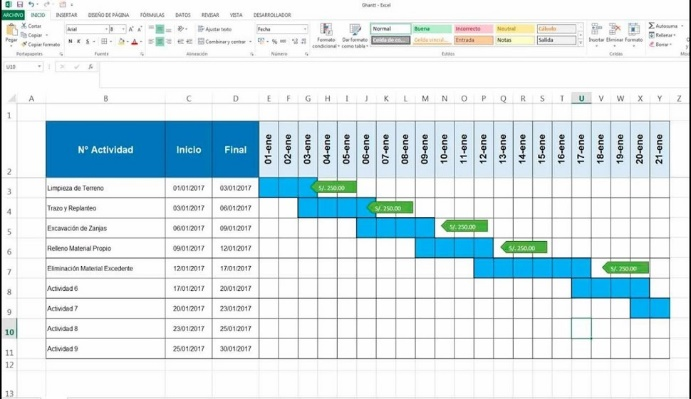 Ghantt - Excel
ARCHIVO INICIO INSERTAR DISEÑO DE PÁGINA FÓRMULAS DATOS REVISAR VISTA DESARROLLADOR
Cortar
Copiar
Copiar formato
Pegar
Arial
8
N K S
Ajustar texto
Combinar y centrar
Fecha
Formato condicional
Dar formato como tabla
Normal Buena Incorrecto Neutral Cálculo
Entrada Notas Salida
Insertar Eliminar Formato
Autosuma
Rellenar
Borrar
Portapapeles Fuente Alineación Número Estilos Celdas
U10
A B C D E F G H I J K L M N O P Q R S T U V W X Y Z
1
2 N° Actividad Inicio Final 01-ene 02-ene 03-ene 04-ene 05-ene 06-ene 07-ene 08-ene 09-ene 10-ene 11-ene 12-ene 13-ene 14-ene 15-ene 16-ene 17-ene 18-ene 19-ene 20-ene 21-ene
3 Limpieza de Terreno 01/01/2017 03/01/2017 S/. 250.00
4 Trazo y Replanteo 03/01/2017 06/01/2017 S/. 250.00
5 Excavación de Zanjas 06/01/2017 09/01/2017 S/. 250.00
6 Relleno Material Propio 09/01/2017 12/01/2017 S/. 250.00
7 Eliminación Material Excedente 12/01/2017 17/01/2017 S/. 250.00
8 Actividad 6 17/01/2017 20/01/2017
9 Actividad 7 20/01/2017 23/01/2017
10 Actividad 8 23/01/2017 25/01/2017
11 Actividad 9 25/01/2017 30/01/2017
12
13